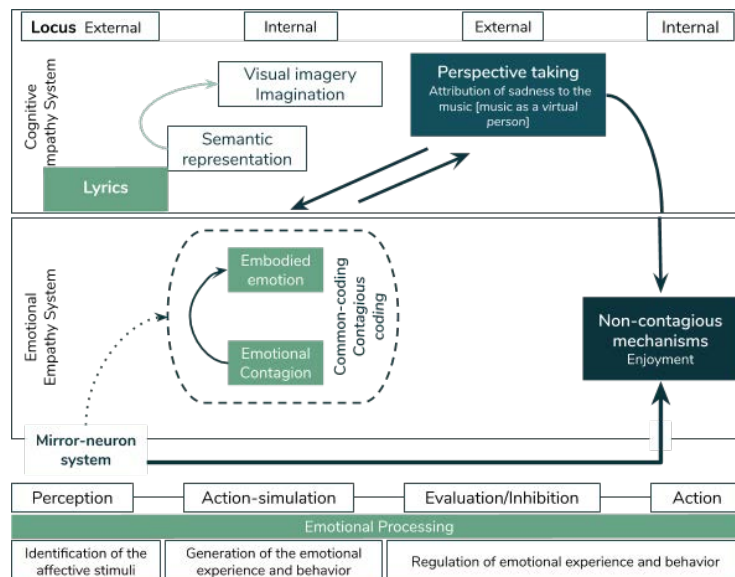 Locus External
Internal
External
Internal
Cognitive
Empathy System
Visual imagery
Imagination
Semantic
representation
Lyrics
Perspective taking
Attribution of sadness to the
music [music as a virtual
person]
Emotional
Empathy System
Embodied
emotion
Emotional
Contagion
Common-coding
Contagious
coding
Non-contagious
mechanisms
Enjoyment
Mirror-neuron
system
Perception
Action-simulation
Evaluation/Inhibition
Action
Emotional Processing
Identification of the
affective stimuli
Generation of the emotional
experience and behavior
Regulation of emotional experience and behavior